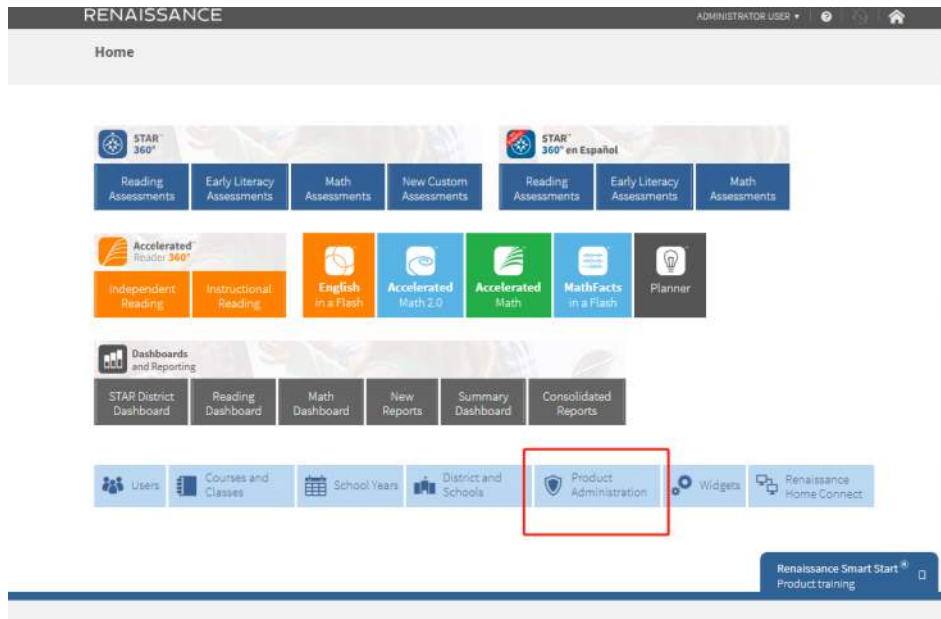 RENAISSANCE
ADMINISTRATOR USER
Home
STAR™
360®
STAR™
360® en Español
Reading
Assessments
Early Literacy
Assessments
Math
Assessments
New Custom
Assessments
Reading
Assessments
Early Literacy
Assessments
Math
Assessments
Accelerated
Reader 360®
Independent
Reading
Instructional
Reading
English
in a Flash
Accelerated
Math 2.0
Accelerated
Math
MathFacts
in a Flash
Planner
Dashboards
and Reporting
STAR District
Dashboard
Reading
Dashboard
Math
Dashboard
New
Reports
Summary
Dashboard
Consolidated
Reports
Users
Courses and
Classes
School Years
District and
Schools
Product
Administration
Widgets
Renaissance
Home Connect
Renaissance Smart Start®
Product training